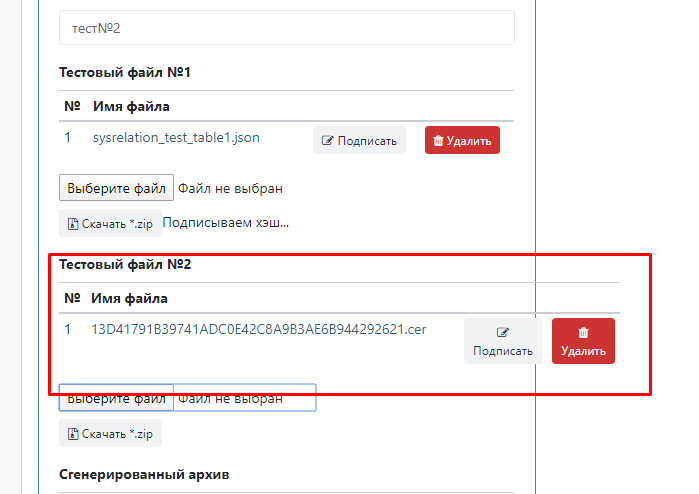 тест№2
Тестовый файл №1
№ Имя файла
1 sysrelation_test_table1.json Подписать Удалить
Выберите файл Файл не выбран
Скачать *.zip Подписываем хэш...
Тестовый файл №2
№ Имя файла
1 13D41791B39741ADC0E42C8A9B3AE6B944292621.cer Подписать Удалить
Выберите файл Файл не выбран
Скачать *.zip
Сгенерированный архив